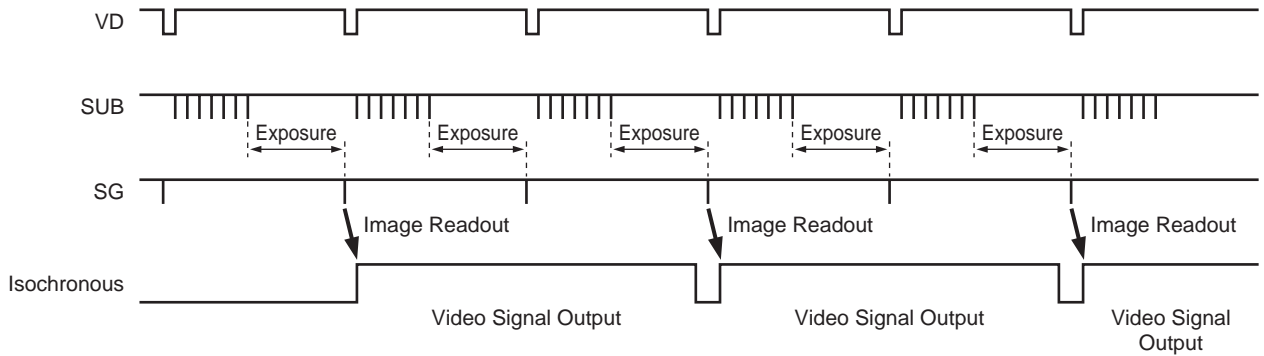 VD
SUB
Exposure Exposure Exposure Exposure Exposure
SG
Image Readout Image Readout Image Readout
Isochronous
Video Signal Output Video Signal Output Video Signal
Output